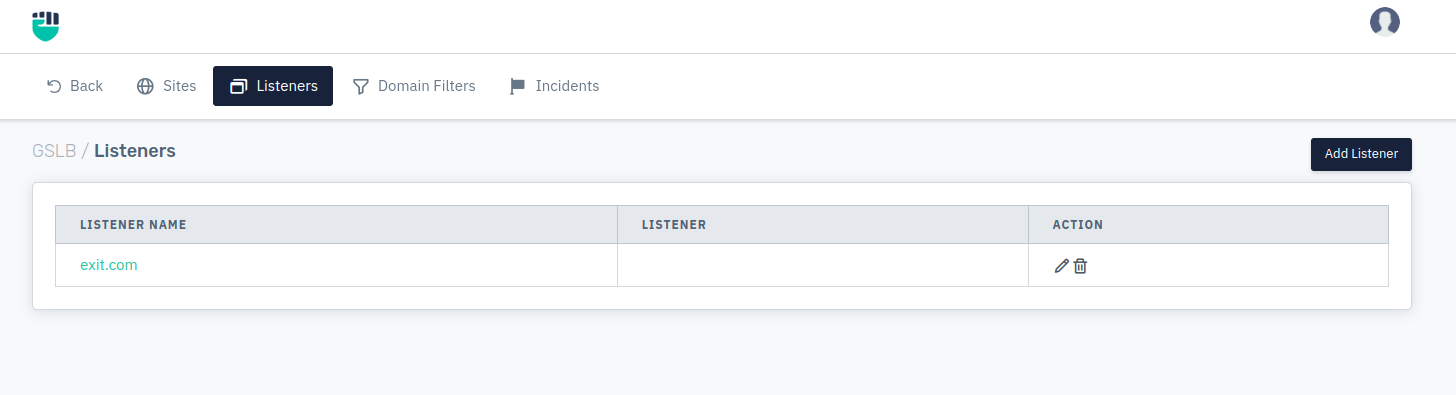 Back Sites Listeners Domain Filters Incidents
GSLB / Listeners
Add Listener
LISTENER NAME LISTENER ACTION
exit.com